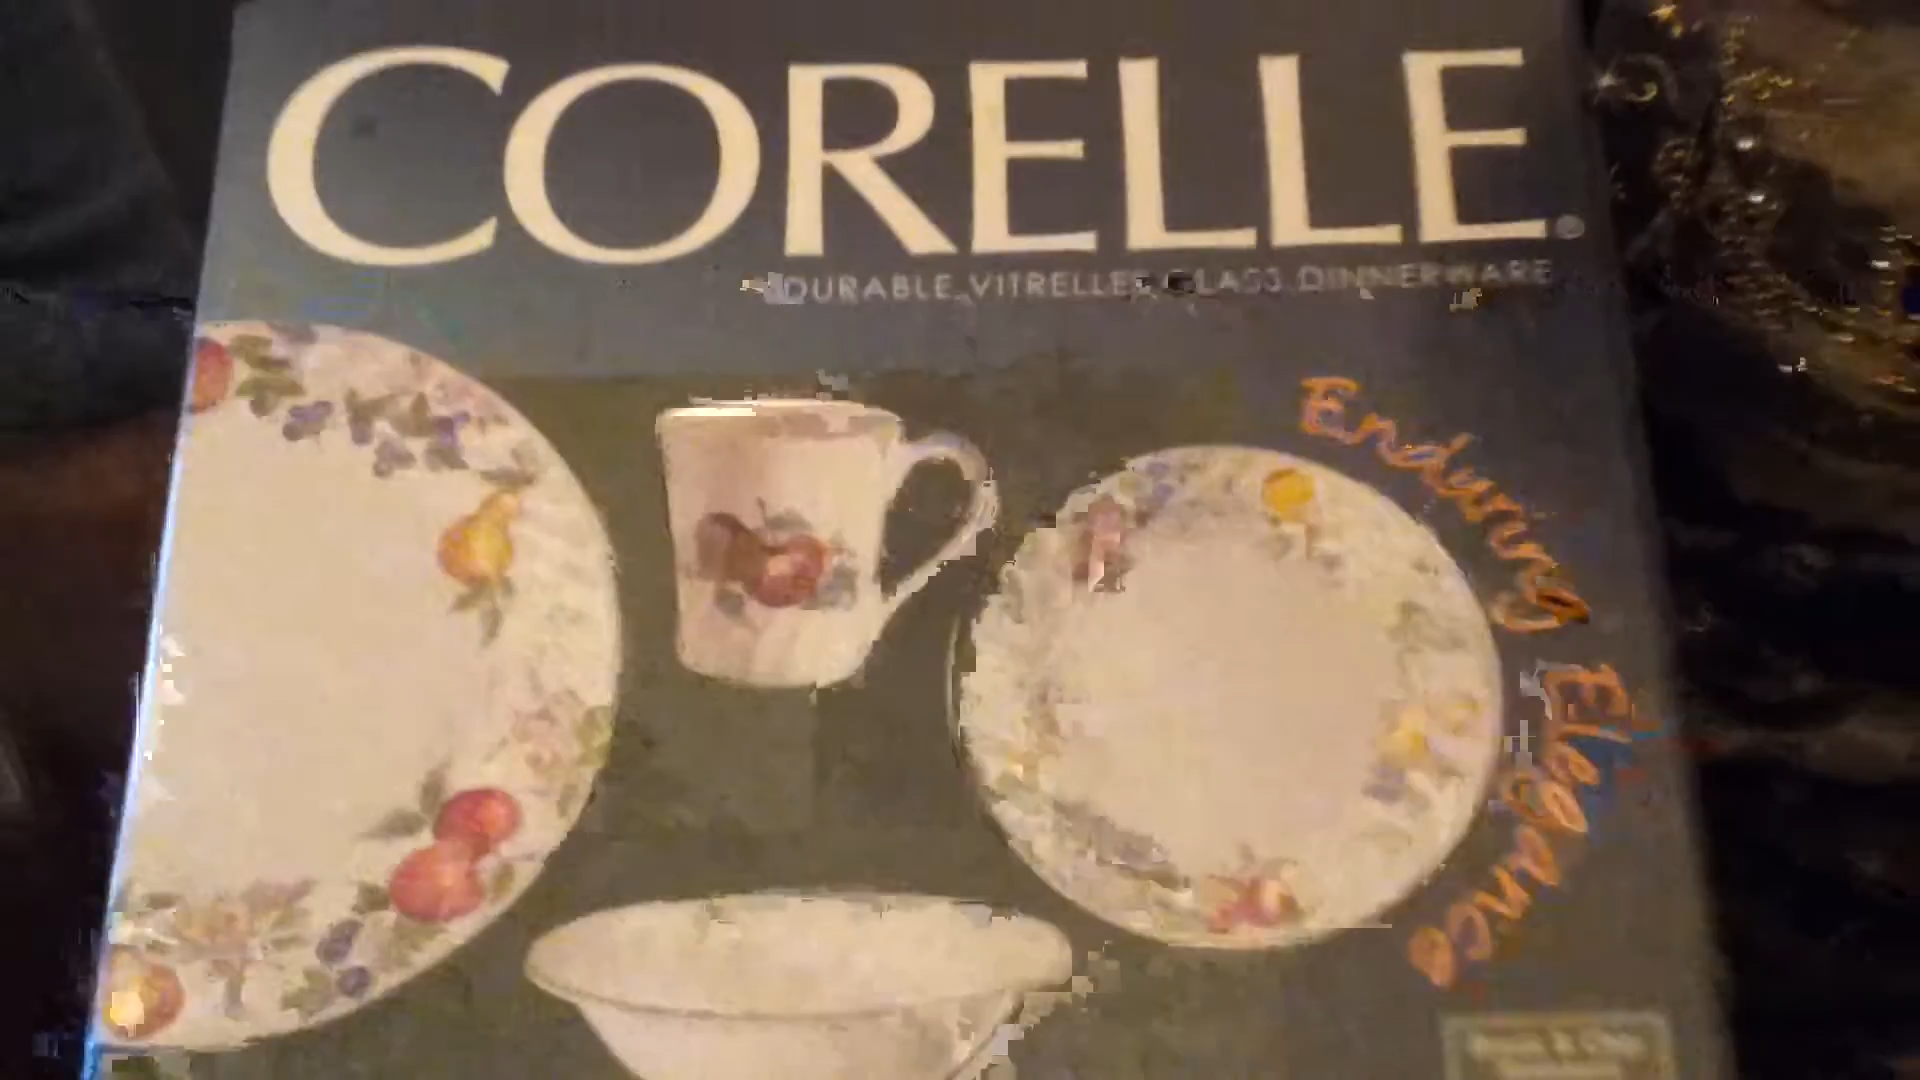 CORELLE®
DURABLE VITRELLE® GLASS DINNERWARE
Enduring Elegance